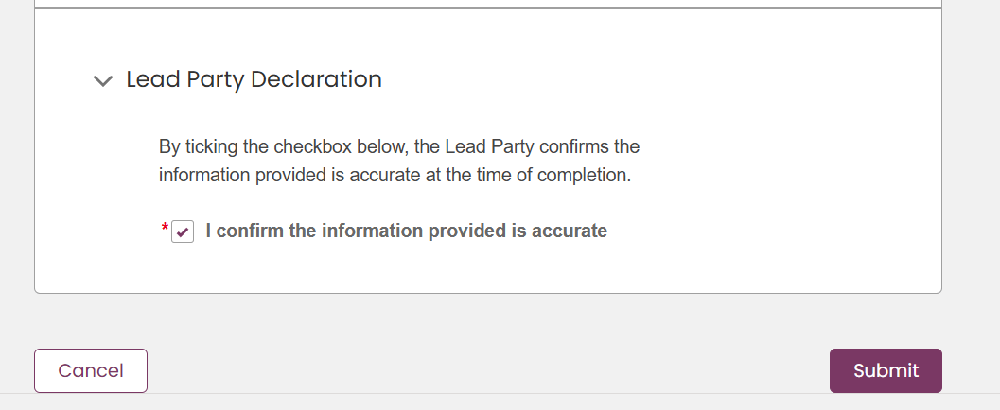 Lead Party Declaration
By ticking the checkbox below, the Lead Party confirms the
information provided is accurate at the time of completion.
* I confirm the information provided is accurate
Cancel
Submit